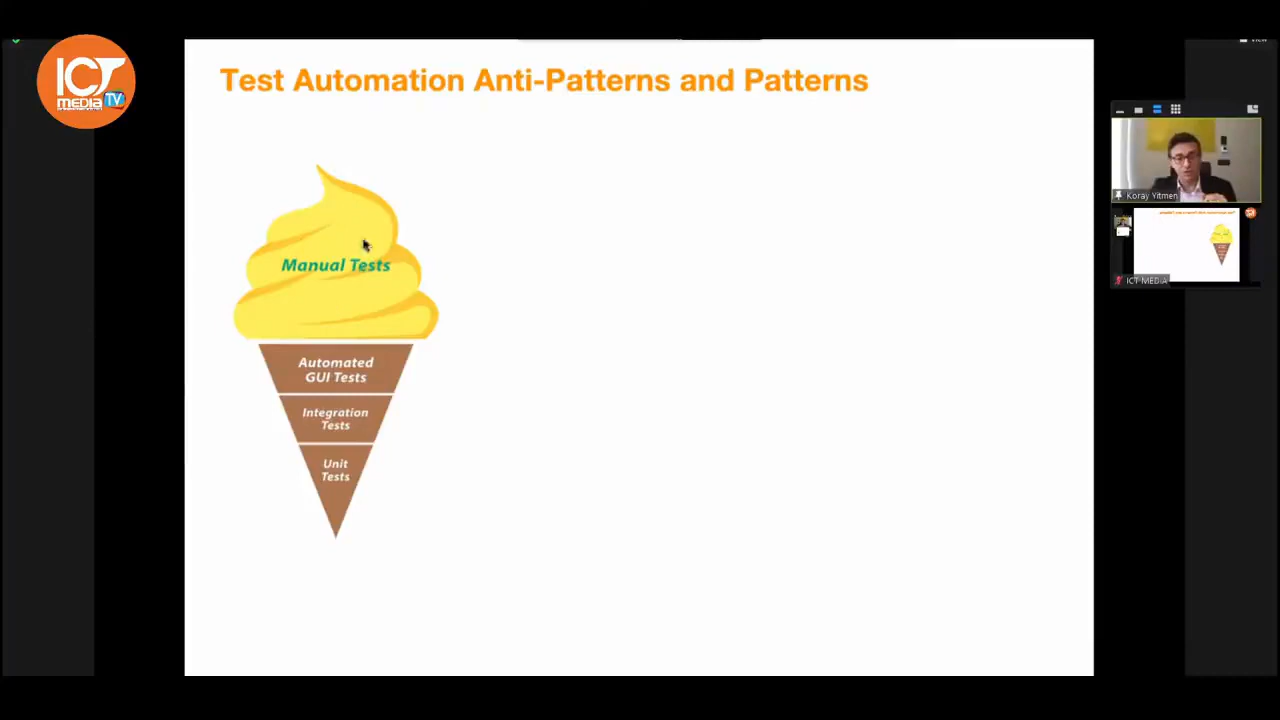 ICT
MEDIA TV
Test Automation Anti-Patterns and Patterns
Manual Tests
Automated
GUI Tests
Integration
Tests
Unit
Tests
View
Koray Yitmen
ICT-MEDIA